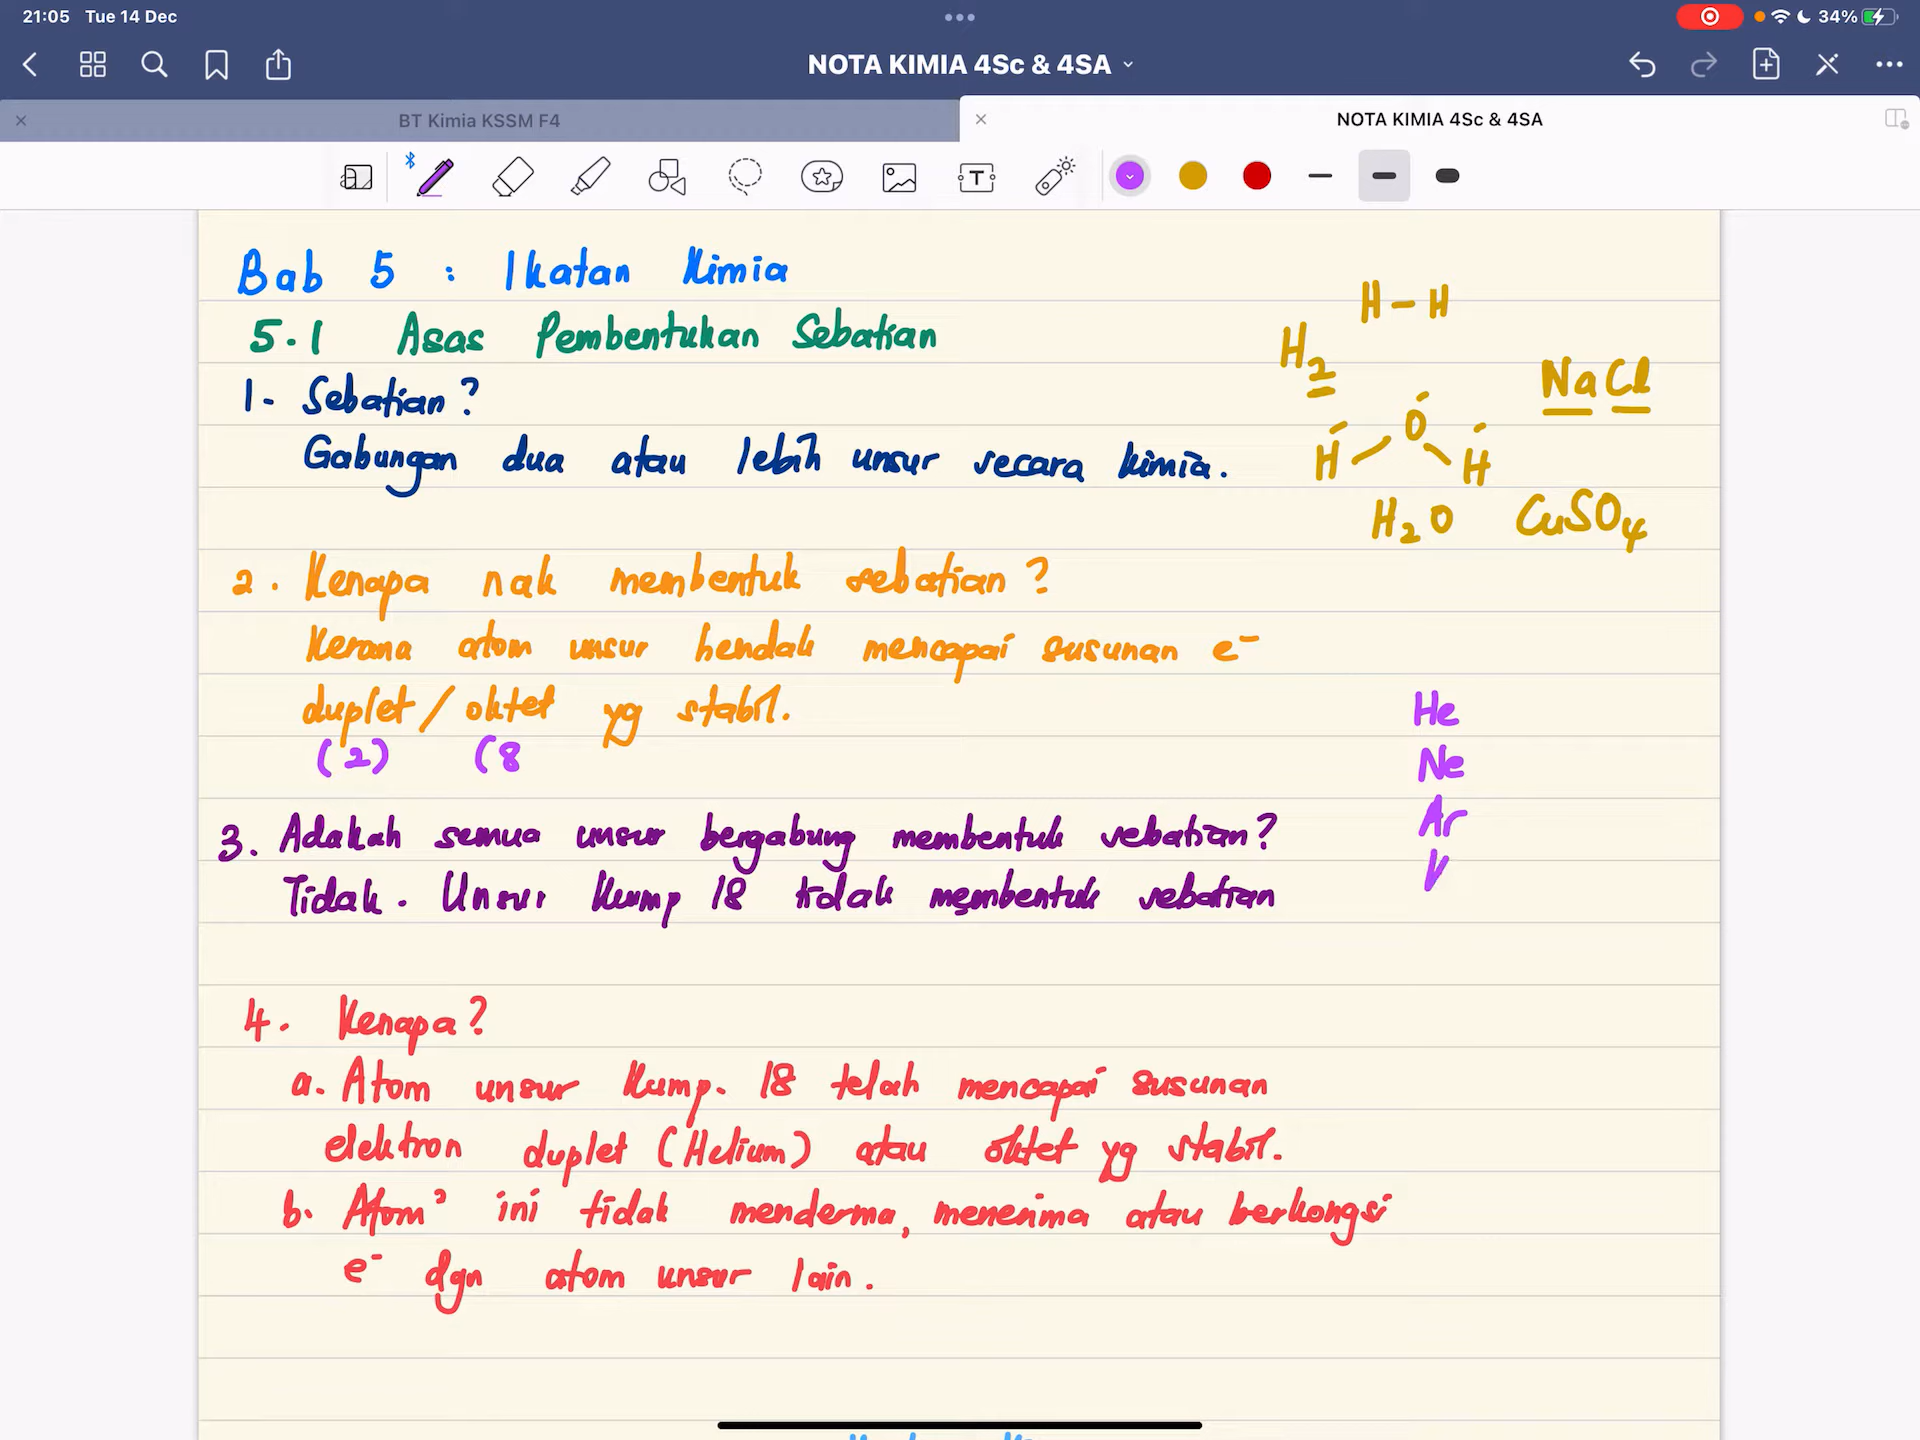 21:05 Tue 14 Dec
34%
NOTA KIMIA 4Sc & 4SA
BT Kimia KSSM F4
NOTA KIMIA 4Sc & 4SA
Bab 5 : Ikatan Kimia
5.1 Asas Pembentukan Sebatian
1. Sebatian?
Gabungan dua atau lebih unsur secara kimia.
H-H
H2
NaCl
O
H H
H2O CuSO4
2. Kenapa nak membentuk sebatian?
Kerana atom unsur hendak mencapai susunan e-
duplet/oktet yg stabil.
(2) (8
He
Ne
Ar
3. Adakah semua unsur bergabung membentuk sebatian?
Tidak. Unsur Kump 18 tidak membentuk sebatian
4. Kenapa?
a. Atom unsur Kump. 18 telah mencapai susunan
elektron duplet (Helium) atau oktet yg stabil.
b. Atom² ini tidak menderma, menerima atau berkongsi
e- dgn atom unsur lain.